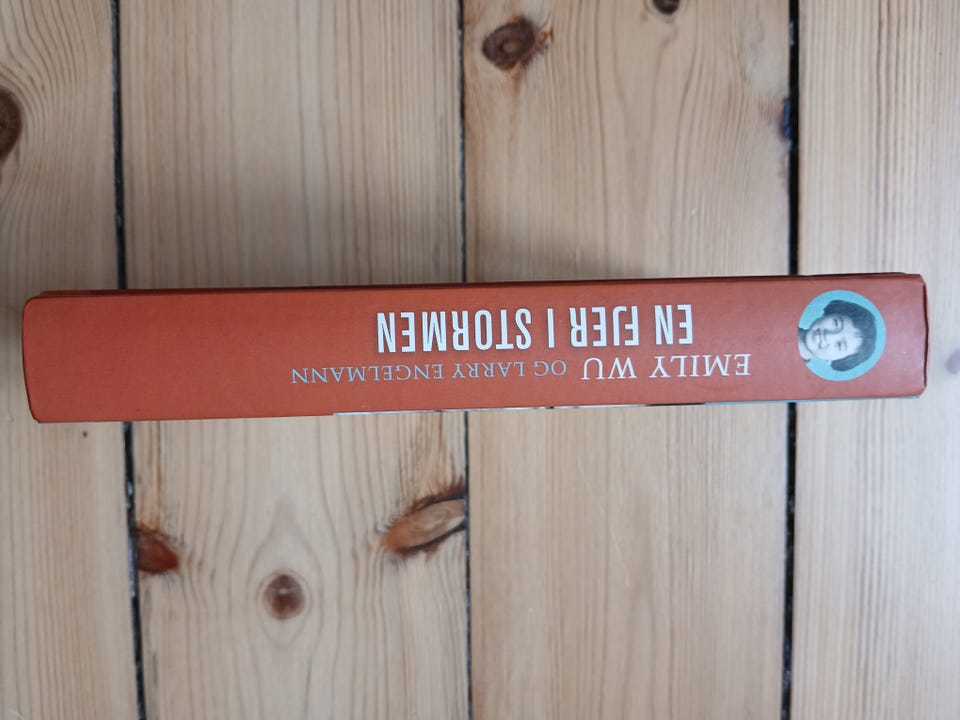 EMILY WU OG LARRY ENGELMANN
EN FJER I STORMEN